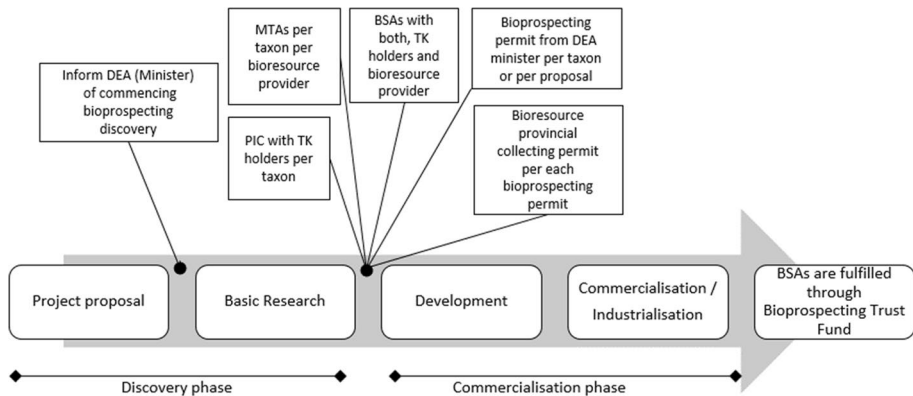 Inform DEA (Minister)
of commencing
bioprospecting
discovery
MTAs per
taxon per
bioresource
provider
PIC with TK
holders per
taxon
BSAs with
both, TK
holders and
bioresource
provider
Bioprospecting
permit from DEA
minister per taxon
or per proposal
Bioresource
provincial
collecting permit
per each
bioprospecting
permit
Project proposal
Basic Research
Development
Commercialisation /
Industrialisation
BSAs are fulfilled
through
Bioprospecting Trust
Fund
Discovery phase
Commercialisation phase